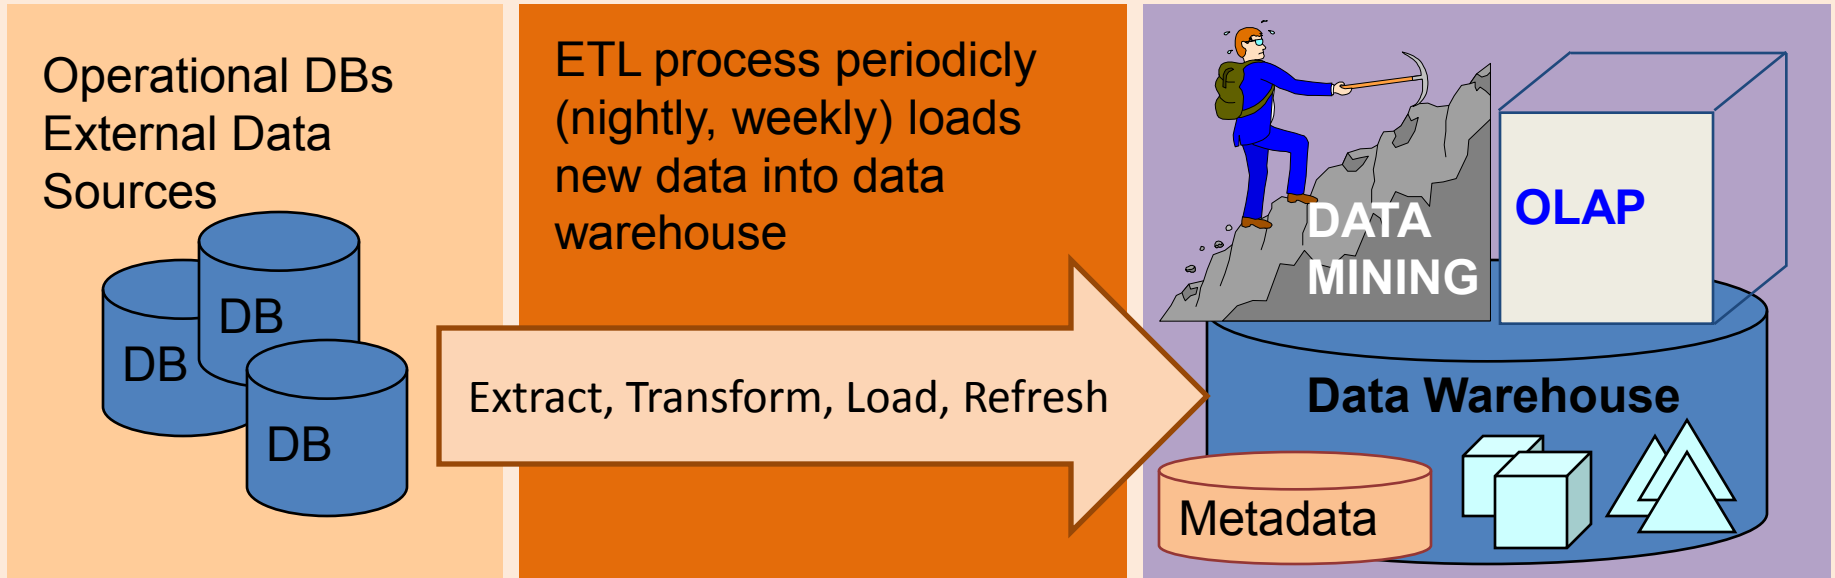 Operational DBs
External Data
Sources
DB
DB
DB
ETL process periodicly
(nightly, weekly) loads
new data into data
warehouse
Extract, Transform, Load, Refresh
DATA
MINING
OLAP
Data Warehouse
Metadata